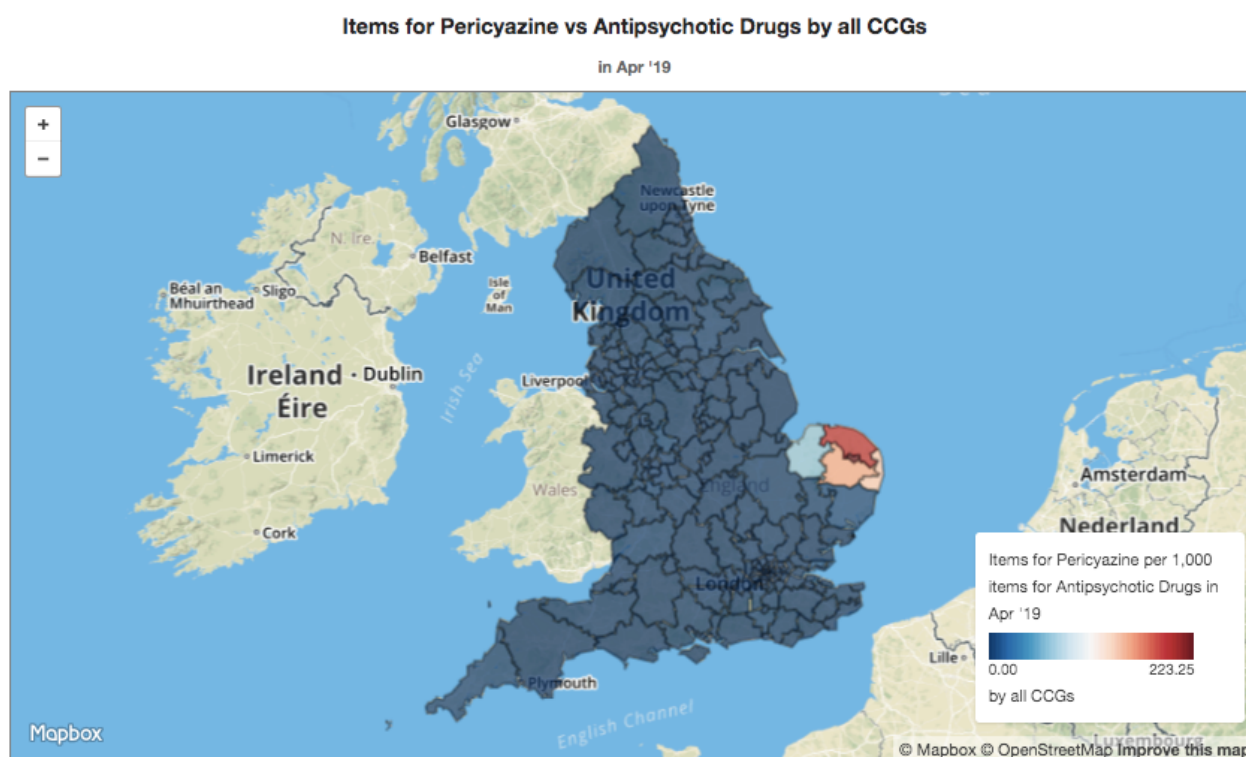 Items for Pericyazine vs Antipsychotic Drugs by all CCGs
in Apr '19
+
−
Glasgow
Newcastle
upon Tyne
N. Ire.
Belfast
Isle
of
Man
Béal an
Mhuirthead
Sligo
United
Kingdom
Ireland
Éire
Dublin
Irish Sea
Liverpool
Limerick
Wales
England
Amsterdam
Cork
Nederland
London
Plymouth
English Channel
Lille
Items for Pericyazine per 1,000
items for Antipsychotic Drugs in
Apr '19
0.00 223.25
by all CCGs
Mapbox
Luxembourg
© Mapbox © OpenStreetMap Improve this map